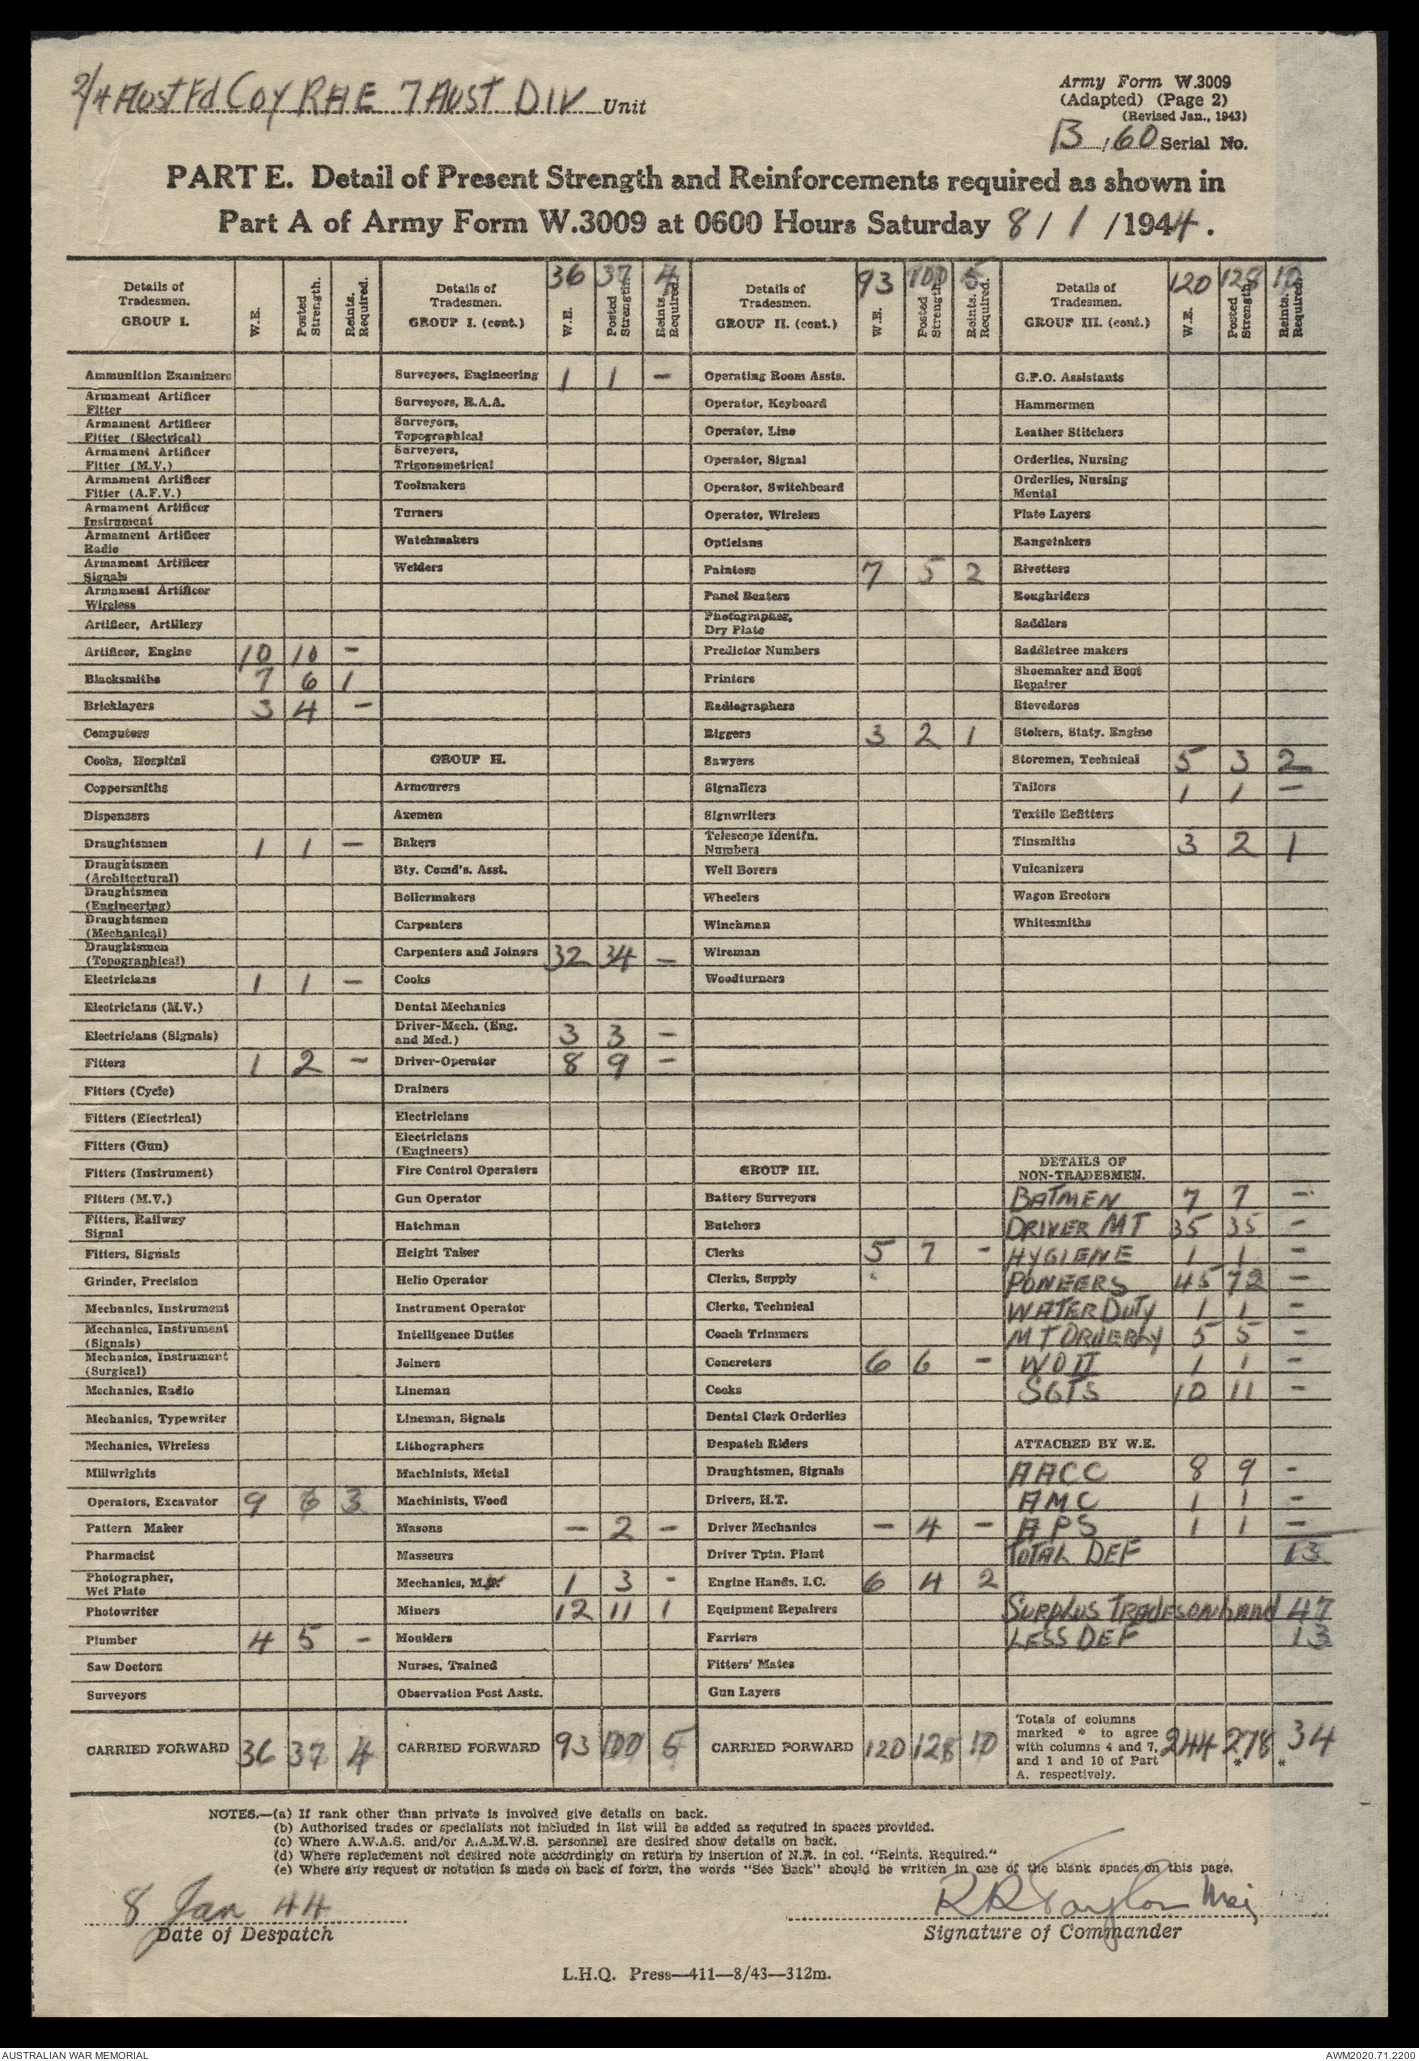 2/4 Aust Fd Coy RAE 7 Aust Div Unit
Army Form W.3009
(Adapted) (Page 2)
(Revised Jan., 1943)
B/60 Serial No.
PART E. Detail of Present Strength and Reinforcements required as shown in
Part A of Army Form W.3009 at 0600 Hours Saturday 8/1/1944.
Details of Tradesmen. GROUP I. W.E. Posted Strength. Reints. Required. Details of Tradesmen. GROUP I. (cont.) 36 W.E. 37 Posted Strength 4 Reints. Required. Details of Tradesmen. GROUP II. (cont.) 93 W.E. 100 Posted Strength. 5 Reints. Required. Details of Tradesmen. GROUP III. (cont.) 120 W.E. 128 Posted Strength. 10 Reints. Required.
Ammunition Examiners Surveyors, Engineering 1 1 - Operating Room Assts. G.P.O. Assistants
Armament Artificer Fitter Surveyors, R.A.A. Operator, Keyboard Hammermen
Armament Artificer Fitter (Electrical) Surveyors, Topographical Operator, Line Leather Stitchers
Armament Artificer Fitter (M.V.) Surveyors, Trigonometrical Operator, Signal Orderlies, Nursing
Armament Artificer Fitter (A.F.V.) Toolmakers Operator, Switchboard Orderlies, Nursing Mental
Armament Artificer Instrument Turners Operator, Wireless Plate Layers
Armament Artificer Radio Watchmakers Opticians Rangetakers
Armament Artificer Signals Welders Painters 7 5 2 Rivetters
Armament Artificer Wireless Panel Beaters Roughriders
Artificer, Artillery Photographer, Dry Plate Saddlers
Artificer, Engine 10 10 - Predictor Numbers Saddletree makers
Blacksmiths 7 6 1 Printers Shoemaker and Boot Repairer
Bricklayers 3 4 - Radiographers Stevedores
Computers Riggers 3 2 1 Stokers, Staty. Engine
Cooks, Hospital GROUP II. Sawyers Storemen, Technical 5 3 2
Coppersmiths Armourers Signallers Tailors 1 1 -
Dispensers Axemen Signwriters Textile Refitters
Draughtsmen 1 1 - Bakers Telescope Identfn. Numbers Tinsmiths 3 2 1
Draughtsmen (Architectural) Bty. Comd's. Asst. Well Borers Vulcanizers
Draughtsmen (Engineering) Boilermakers Wheelers Wagon Erectors
Draughtsmen (Mechanical) Carpenters Winchman Whitesmiths
Draughtsmen (Topographical) Carpenters and Joiners 32 34 - Wireman
Electricians 1 1 - Cooks Woodturners
Electricians (M.V.) Dental Mechanics
Electricians (Signals) Driver-Mech. (Eng. and Med.) 3 3 -
Fitters 1 2 - Driver-Operator 8 9 -
Fitters (Cycle) Drainers
Fitters (Electrical) Electricians
Fitters (Gun) Electricians (Engineers)
Fitters (Instrument) Fire Control Operators GROUP III. DETAILS OF NON-TRADESMEN.
Fitters (M.V.) Gun Operator Battery Surveyors BATMEN 7 7 -
Fitters, Railway Signal Hatchman Butchers DRIVER MT 35 35 -
Fitters, Signals Height Taker Clerks 5 7 - HYGIENE 1 1 -
Grinder, Precision Helio Operator Clerks, Supply PONEERS 45 72 -
Mechanics, Instrument Instrument Operator Clerks, Technical WATER DUTY 1 1 -
Mechanics, Instrument (Signals) Intelligence Duties Coach Trimmers MT 5 5 -
Mechanics, Instrument (Surgical) Joiners Concreters 6 6 - WO II 1 1 -
Mechanics, Radio Lineman Cooks SGTS 10 11 -
Mechanics, Typewriter Lineman, Signals Dental Clerk Orderlies
Mechanics, Wireless Lithographers Despatch Riders ATTACHED BY W.E.
Millwrights Machinists, Metal Draughtsmen, Signals AACC 8 9 -
Operators, Excavator 9 6 3 Machinists, Wood Drivers, H.T. AMC 1 1 -
Pattern Maker Masons - 2 - Driver Mechanics - 4 - APS 1 1 -
Pharmacist Masseurs Driver Tptn. Plant TOTAL DEF 13
Photographer, Wet Plate Mechanics, M.V. 1 3 - Engine Hands, I.C. 6 4 2
Photowriter Miners 12 11 1 Equipment Repairers SURPLUS Trades on hand 47
Plumber 4 5 - Moulders Farriers LESS DEF 13
Saw Doctors Nurses, Trained Fitters' Mates
Surveyors Observation Post Assts. Gun Layers
CARRIED FORWARD 36 37 4 CARRIED FORWARD 93 100 5 CARRIED FORWARD 120 128 10 Totals of columns marked * to agree with columns 4 and 7, and 1 and 10 of Part A. respectively. 244 278 * 34 *
NOTES.—(a) If rank other than private is involved give details on back.
(b) Authorised trades or specialists not included in list will be added as required in spaces provided.
(c) Where A.W.A.S. and/or A.A.M.W.S. personnel are desired show details on back.
(d) Where replacement not desired note accordingly on return by insertion of N.R. in col. "Reints. Required."
(e) Where any request or notation is made on back of form, the words "See Back" should be written in one of the blank spaces on this page.
8 Jan 44
Date of Despatch
RR Taylor Maj
Signature of Commander
L.H.Q. Press—411—8/43—312m.
AUSTRALIAN WAR MEMORIAL
AWM2020.71.2200